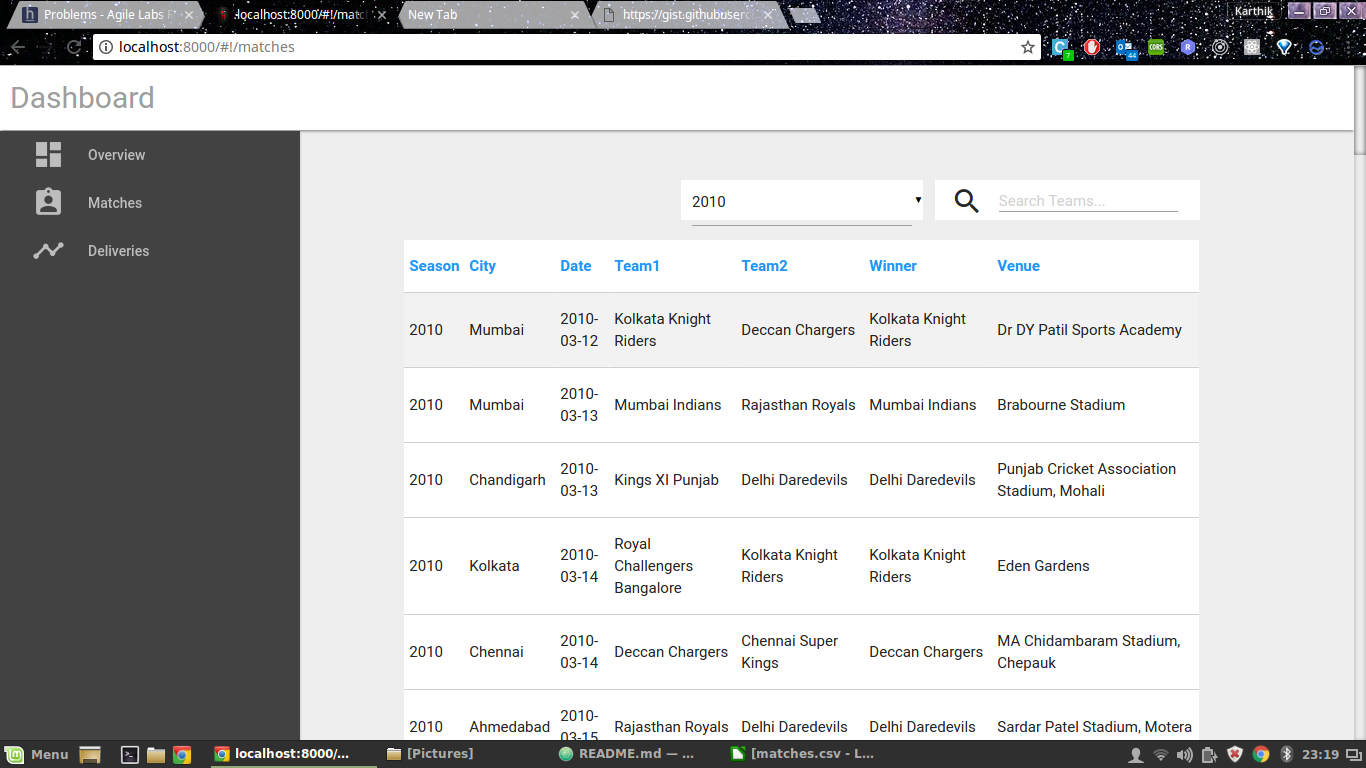 Problems - Agile Labs F
localhost:8000/#!/matc
New Tab
https://gist.githubuserc
Karthik
localhost:8000/#!/matches
7
44
CORS
R
Dashboard
Overview
Matches
Deliveries
2010
Search Teams...
Season City Date Team1 Team2 Winner Venue
2010 Mumbai 2010-03-12 Kolkata Knight Riders Deccan Chargers Kolkata Knight Riders Dr DY Patil Sports Academy
2010 Mumbai 2010-03-13 Mumbai Indians Rajasthan Royals Mumbai Indians Brabourne Stadium
2010 Chandigarh 2010-03-13 Kings XI Punjab Delhi Daredevils Delhi Daredevils Punjab Cricket Association Stadium, Mohali
2010 Kolkata 2010-03-14 Royal Challengers Bangalore Kolkata Knight Riders Kolkata Knight Riders Eden Gardens
2010 Chennai 2010-03-14 Deccan Chargers Chennai Super Kings Deccan Chargers MA Chidambaram Stadium, Chepauk
2010 Ahmedabad 2010-03-15 Rajasthan Royals Delhi Daredevils Delhi Daredevils Sardar Patel Stadium, Motera
Menu
localhost:8000/...
[Pictures]
README.md — ...
[matches.csv - L...
23:19